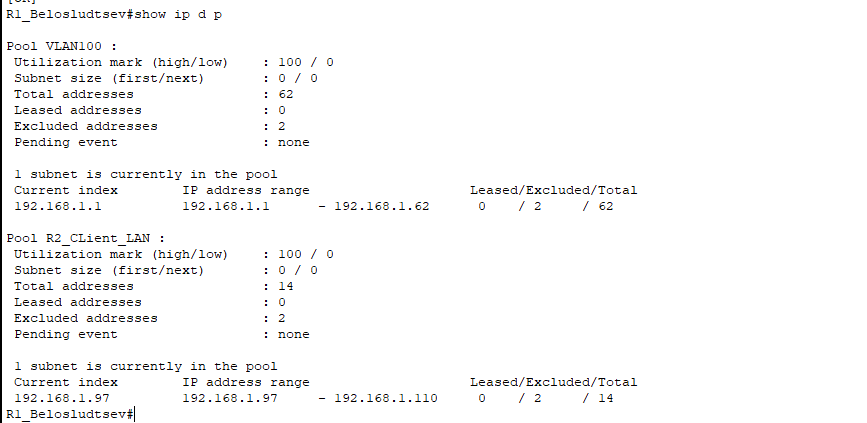 R1_Belosludtsev#show ip d p
Pool VLAN100 :
Utilization mark (high/low) : 100 / 0
Subnet size (first/next) : 0 / 0
Total addresses : 62
Leased addresses : 0
Excluded addresses : 2
Pending event : none
1 subnet is currently in the pool
Current index IP address range Leased/Excluded/Total
192.168.1.1 192.168.1.1 - 192.168.1.62 0 / 2 / 62
Pool R2_CLient_LAN :
Utilization mark (high/low) : 100 / 0
Subnet size (first/next) : 0 / 0
Total addresses : 14
Leased addresses : 0
Excluded addresses : 2
Pending event : none
1 subnet is currently in the pool
Current index IP address range Leased/Excluded/Total
192.168.1.97 192.168.1.97 - 192.168.1.110 0 / 2 / 14
R1_Belosludtsev#